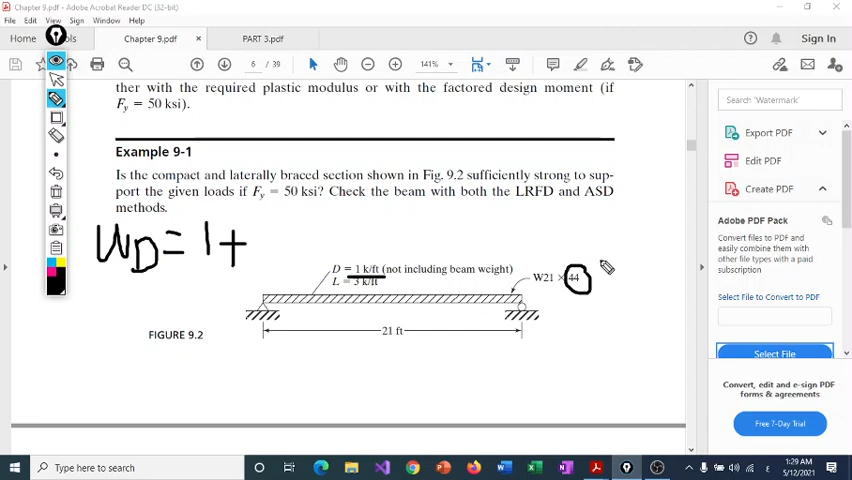 Chapter 9.pdf - Adobe Acrobat Reader DC (32-bit)
File Edit View Sign Window Help
Home ols Chapter 9.pdf × PART 3.pdf Sign In
6 / 39 141%
ther with the required plastic modulus or with the factored design moment (if
Fy = 50 ksi).
Example 9-1
Is the compact and laterally braced section shown in Fig. 9.2 sufficiently strong to sup-
port the given loads if Fy = 50 ksi? Check the beam with both the LRFD and ASD
methods.
WD = 1 +
D = 1 k/ft (not including beam weight)
L = 3 k/ft
W21 × 44
21 ft
FIGURE 9.2
Search 'Watermark'
Export PDF
Edit PDF
Create PDF
Adobe PDF Pack
Convert files to PDF and
easily combine them with
other file types with a paid
subscription
Select File to Convert to PDF
Select File
Convert, edit and e-sign PDF
forms & agreements
Free 7-Day Trial
Type here to search
1:29 AM
5/12/2021